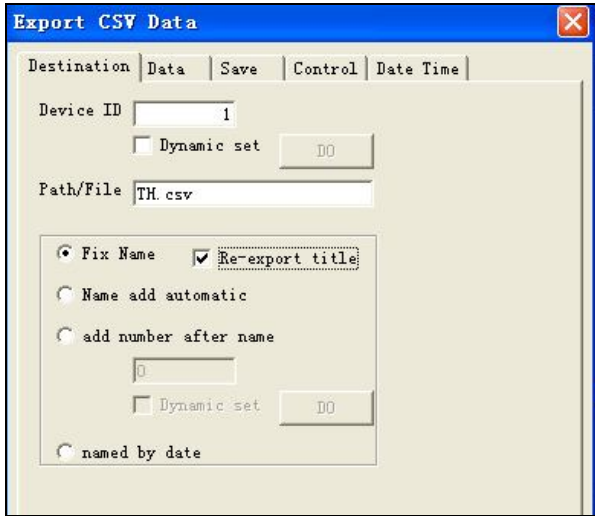 Export CSV Data
Destination Data Save Control Date Time
Device ID 1
Dynamic set DO
Path/File TH.csv
Fix Name Re-export title
Name add automatic
add number after name
0
Dynamic set DO
named by date